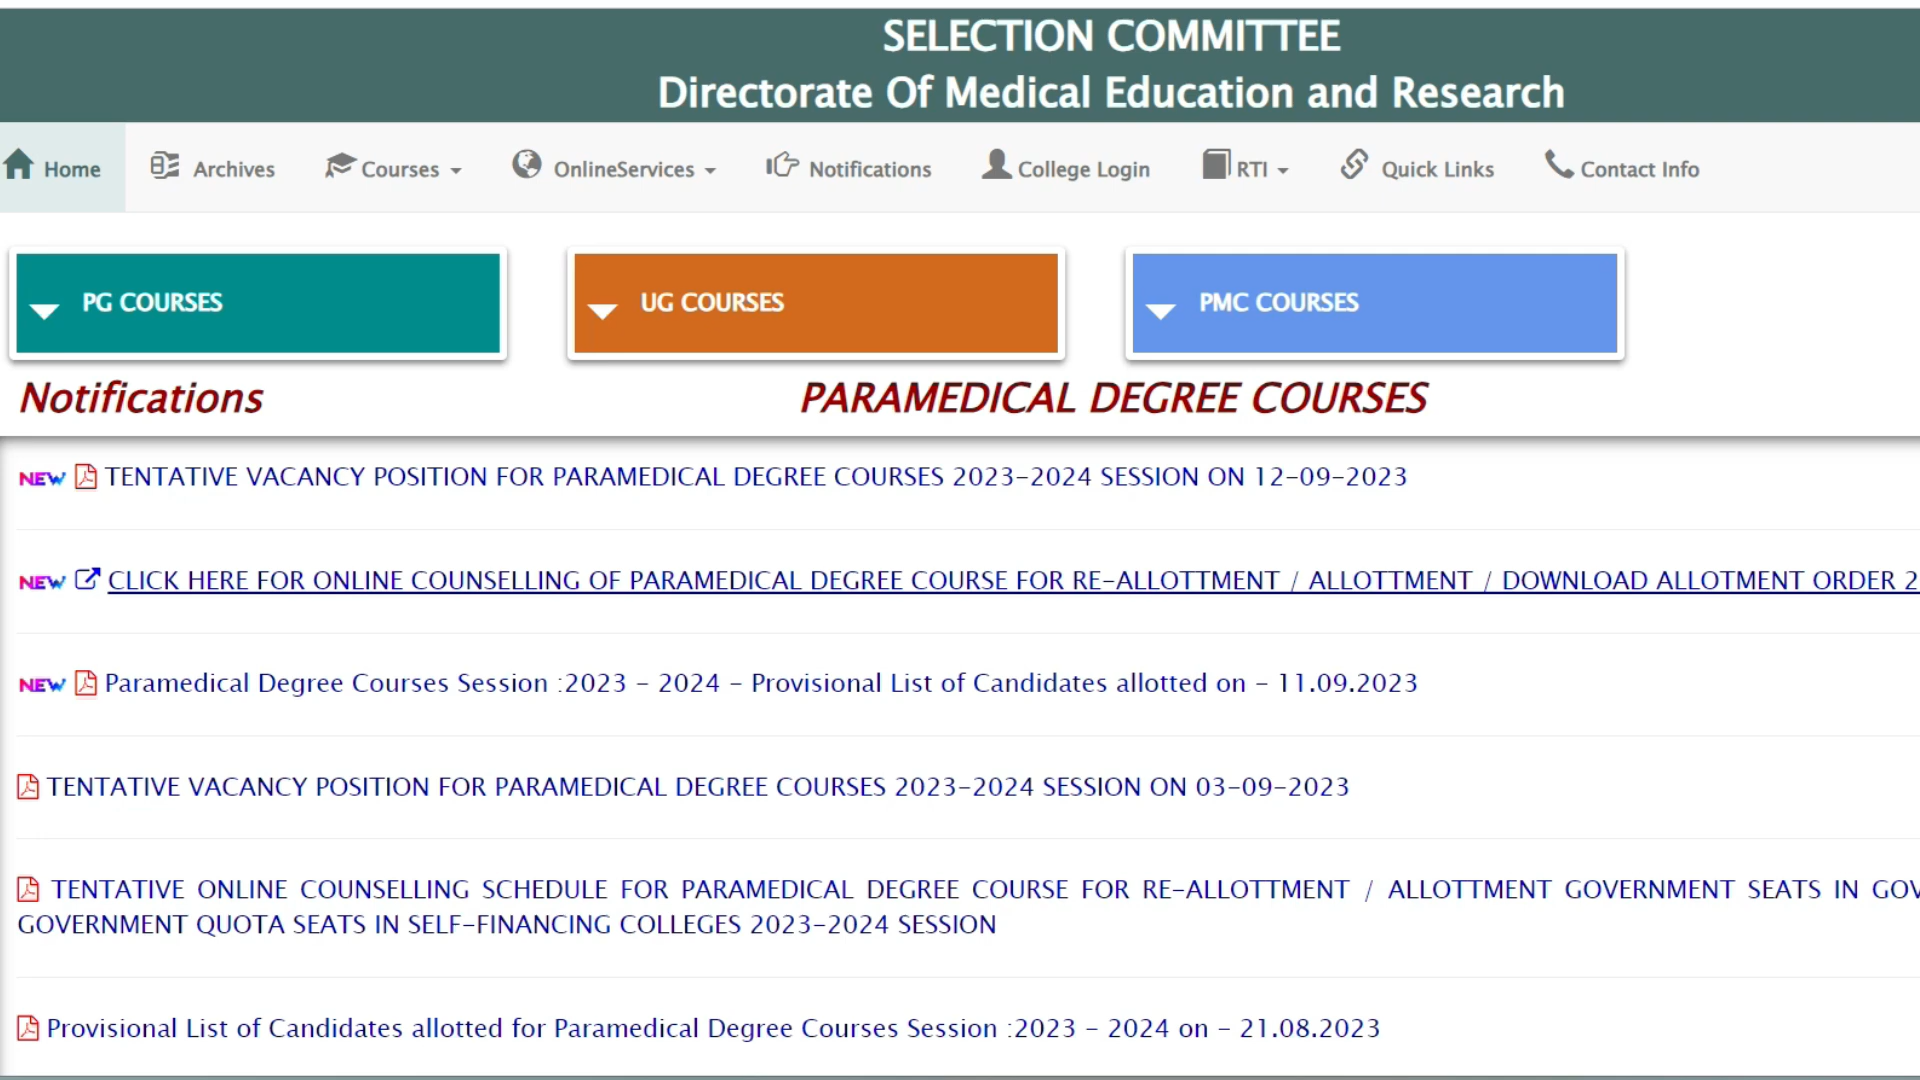 SELECTION COMMITTEE
Directorate Of Medical Education and Research
Home Archives Courses OnlineServices Notifications College Login RTI Quick Links Contact Info
PG COURSES UG COURSES PMC COURSES
Notifications PARAMEDICAL DEGREE COURSES
NEW TENTATIVE VACANCY POSITION FOR PARAMEDICAL DEGREE COURSES 2023-2024 SESSION ON 12-09-2023
NEW CLICK HERE FOR ONLINE COUNSELLING OF PARAMEDICAL DEGREE COURSE FOR RE-ALLOTTMENT / ALLOTTMENT / DOWNLOAD ALLOTMENT ORDER 2
NEW Paramedical Degree Courses Session :2023 - 2024 - Provisional List of Candidates allotted on - 11.09.2023
TENTATIVE VACANCY POSITION FOR PARAMEDICAL DEGREE COURSES 2023-2024 SESSION ON 03-09-2023
TENTATIVE ONLINE COUNSELLING SCHEDULE FOR PARAMEDICAL DEGREE COURSE FOR RE-ALLOTTMENT / ALLOTTMENT GOVERNMENT SEATS IN GOV
GOVERNMENT QUOTA SEATS IN SELF-FINANCING COLLEGES 2023-2024 SESSION
Provisional List of Candidates allotted for Paramedical Degree Courses Session :2023 - 2024 on - 21.08.2023